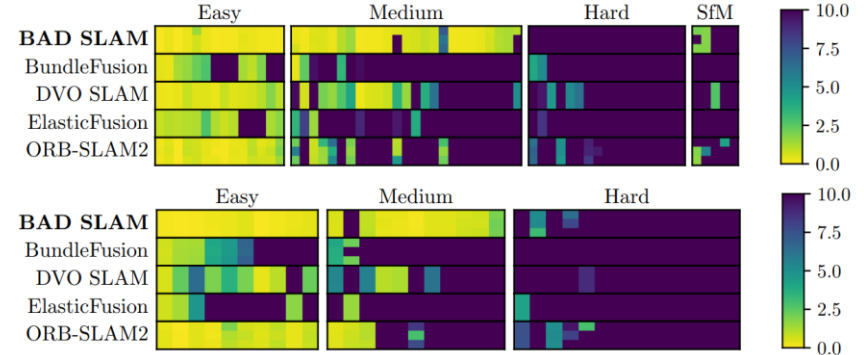 Easy Medium Hard SfM
BAD SLAM
BundleFusion
DVO SLAM
ElasticFusion
ORB-SLAM2
10.0
7.5
5.0
2.5
0.0
Easy Medium Hard
BAD SLAM
BundleFusion
DVO SLAM
ElasticFusion
ORB-SLAM2
10.0
7.5
5.0
2.5
0.0